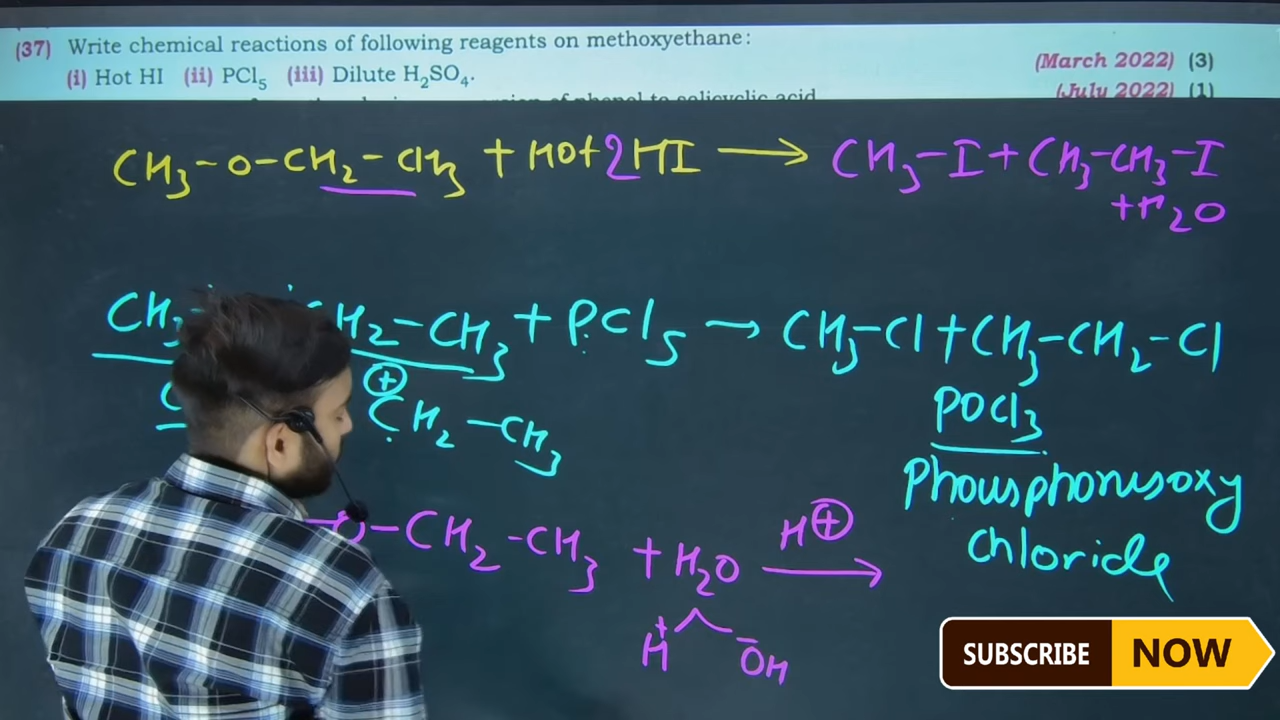 (37) Write chemical reactions of following reagents on methoxyethane:
(March 2022) (3)
(i) Hot HI (ii) PCl₅ (iii) Dilute H₂SO₄.
(July 2022) (1)
CH₃-O-CH₂-CH₃ + Hot 2HI → CH₃-I + CH₃-CH₃-I
+H₂O
CH₃ H₂-CH₃ + PCl₅ → CH₃-Cl + CH₃-CH₂-Cl
⊕
CH₂-CH₃
POCl₃
Phousphorusoxy
chloride
-O-CH₂-CH₃ + H₂O H⊕ →
H⁺ ŌH
SUBSCRIBE NOW